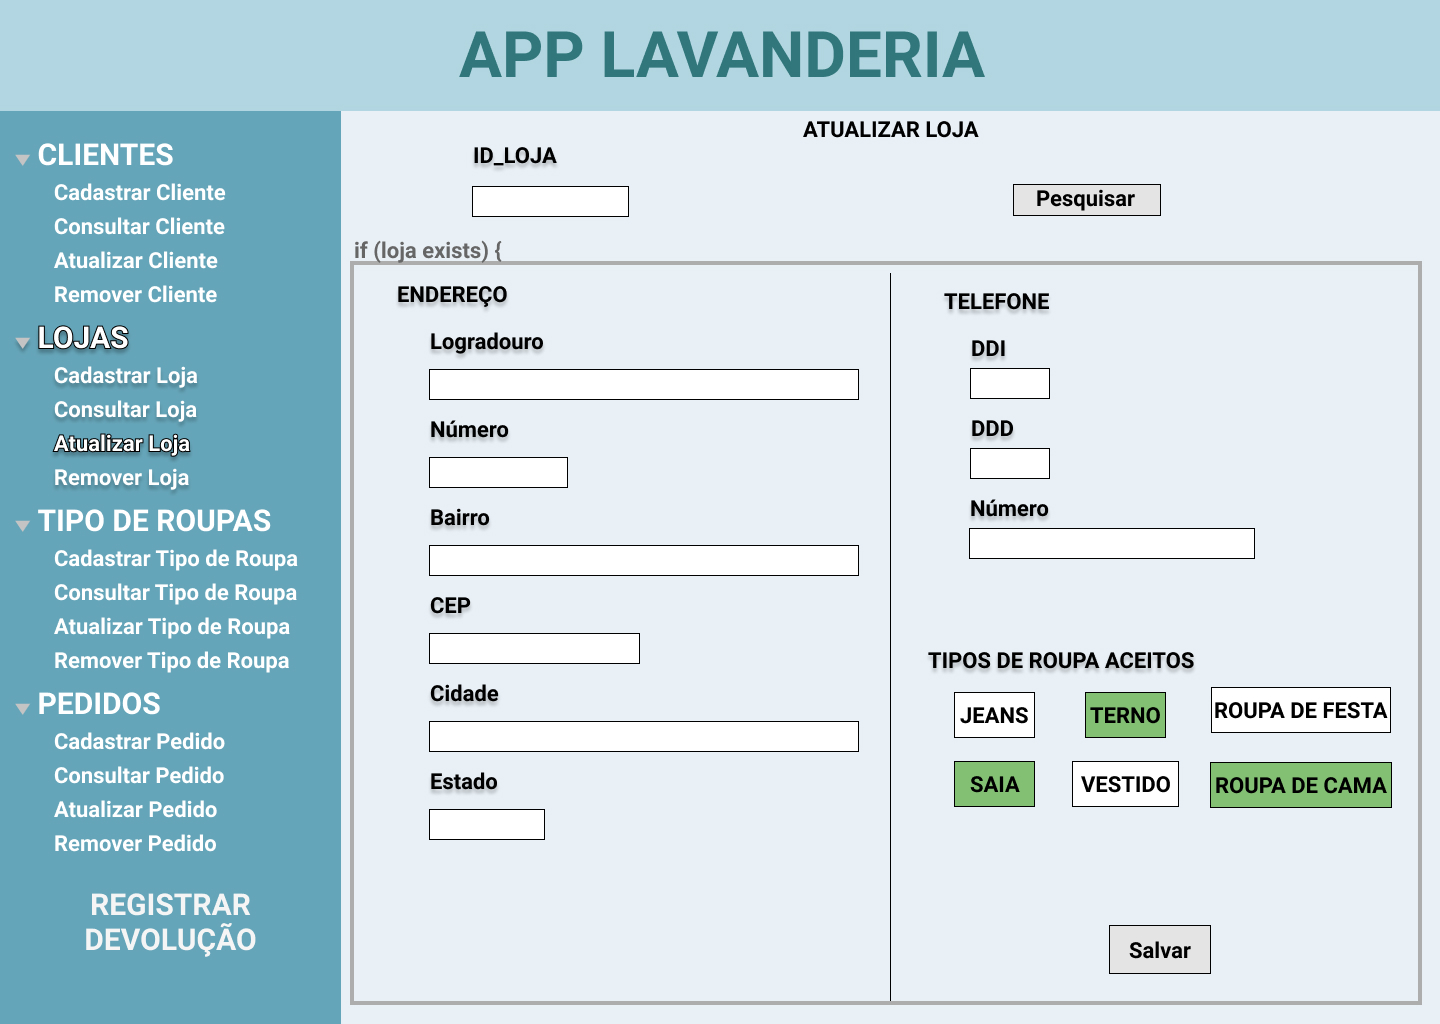 APP LAVANDERIA
CLIENTES
Cadastrar Cliente
Consultar Cliente
Atualizar Cliente
Remover Cliente
LOJAS
Cadastrar Loja
Consultar Loja
Atualizar Loja
Remover Loja
TIPO DE ROUPAS
Cadastrar Tipo de Roupa
Consultar Tipo de Roupa
Atualizar Tipo de Roupa
Remover Tipo de Roupa
PEDIDOS
Cadastrar Pedido
Consultar Pedido
Atualizar Pedido
Remover Pedido
REGISTRAR
DEVOLUÇÃO
ATUALIZAR LOJA
ID_LOJA
Pesquisar
if (loja exists) {
ENDEREÇO
Logradouro
Número
Bairro
CEP
Cidade
Estado
TELEFONE
DDI
DDD
Número
TIPOS DE ROUPA ACEITOS
JEANS
TERNO
ROUPA DE FESTA
SAIA
VESTIDO
ROUPA DE CAMA
Salvar